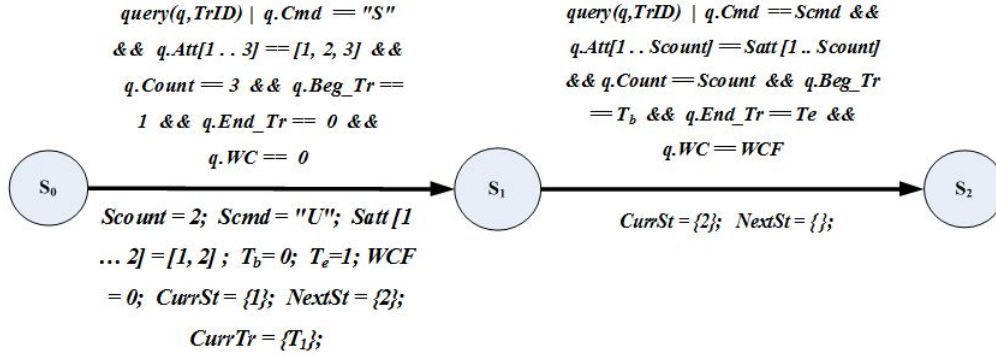 query(q,TrID) | q.Cmd == "S"
&& q.Att[1 . . 3] == [1, 2, 3] &&
q.Count == 3 && q.Beg_Tr ==
1 && q.End_Tr == 0 &&
q.WC == 0
query(q,TrID) | q.Cmd == Scmd &&
q.Att[1 . . Scount] == Satt [1 .. Scount]
&& q.Count == Scount && q.Beg_Tr
== Tb && q.End_Tr == Te &&
q.WC == WCF
S0
S1
S2
Scount = 2; Scmd = "U"; Satt [1
... 2] = [1, 2] ; Tb= 0; Te=1; WCF
= 0; CurrSt = {1}; NextSt = {2};
CurrTr = {T1};
CurrSt = {2}; NextSt = {};